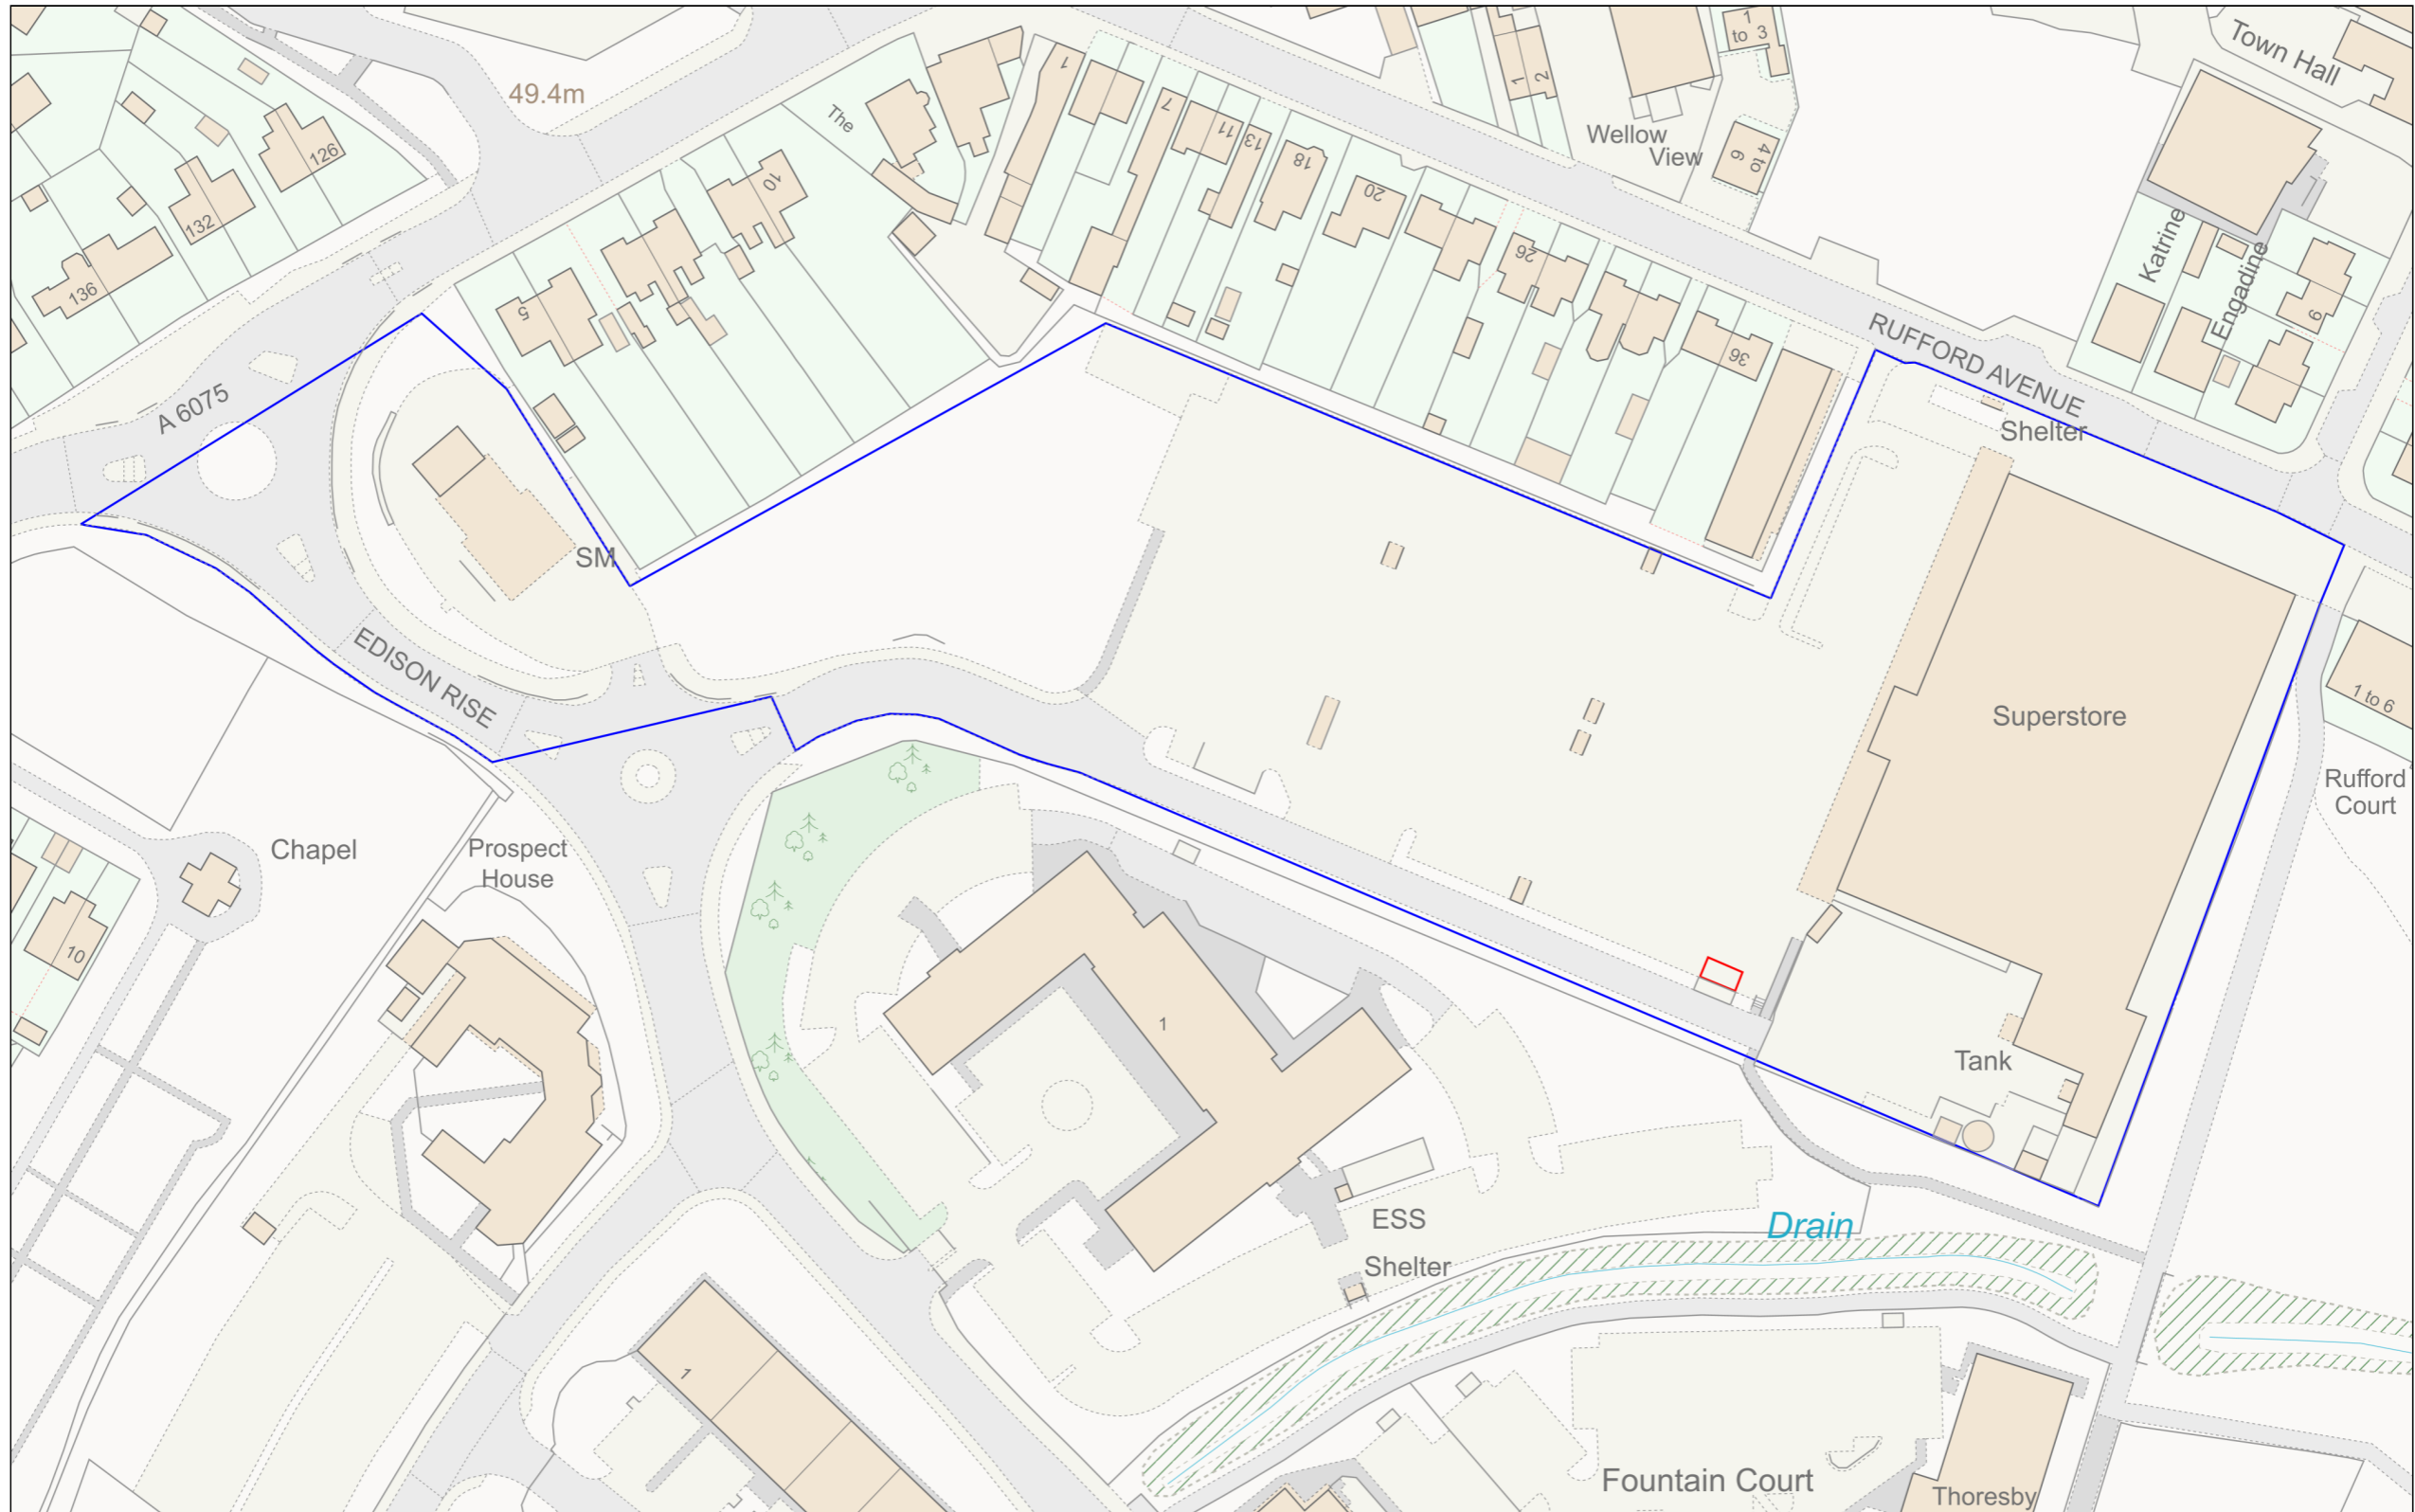 1
to 3
Town Hall
49.4m
1
2
The
1
7
11
13
18
20
26
36
Wellow
View
4 to
6
126
132
136
10
5
Katrine
Engadine
9
RUFFORD AVENUE
Shelter
A 6075
SM
EDISON RISE
Superstore
1 to 6
Rufford
Court
Chapel
Prospect
House
10
1
Tank
ESS
Shelter
Drain
1
Fountain Court
Thoresby